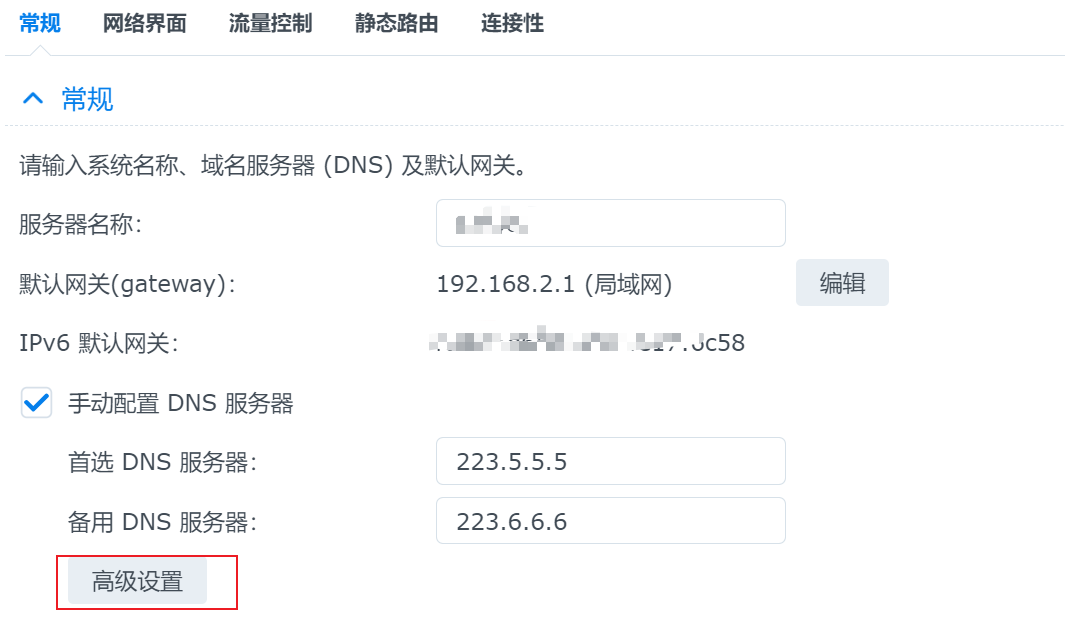 常规 网络界面 流量控制 静态路由 连接性
常规
请输入系统名称、域名服务器 (DNS) 及默认网关。
服务器名称:
默认网关(gateway): 192.168.2.1 (局域网) 编辑
IPv6 默认网关: :0c58
手动配置 DNS 服务器
首选 DNS 服务器: 223.5.5.5
备用 DNS 服务器: 223.6.6.6
高级设置